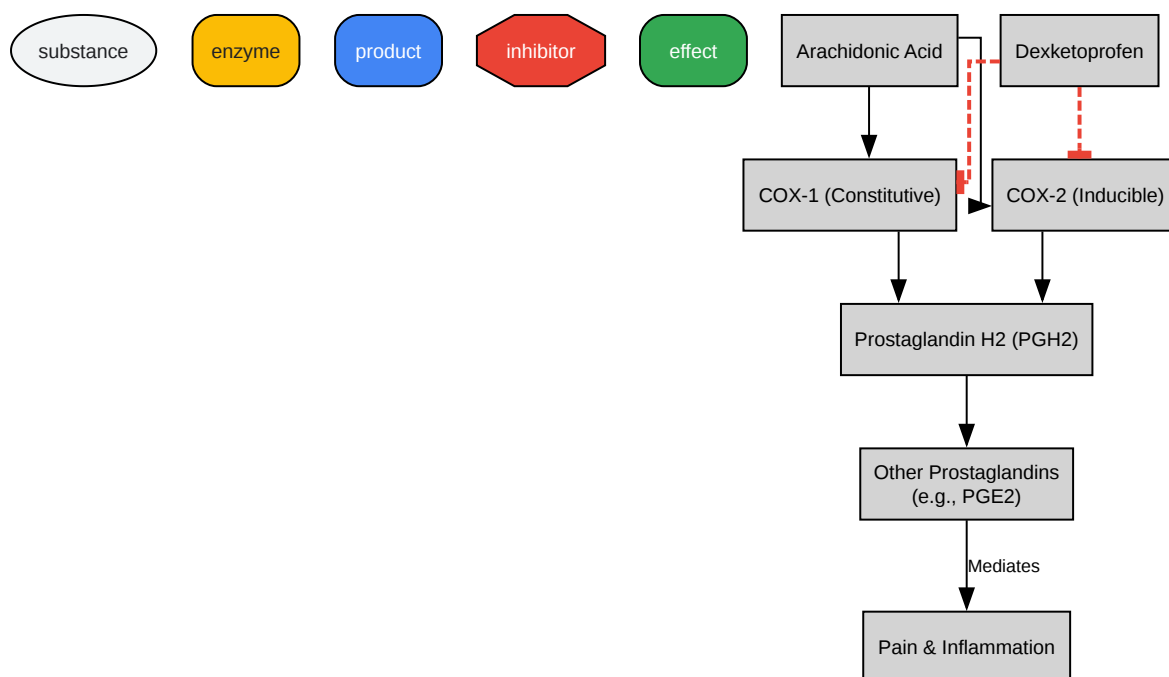 substance
enzyme
product
inhibitor
effect
Arachidonic Acid
Dexketoprofen
COX-1 (Constitutive)
COX-2 (Inducible)
Prostaglandin H2 (PGH2)
Other Prostaglandins
(e.g., PGE2)
Mediates
Pain & Inflammation